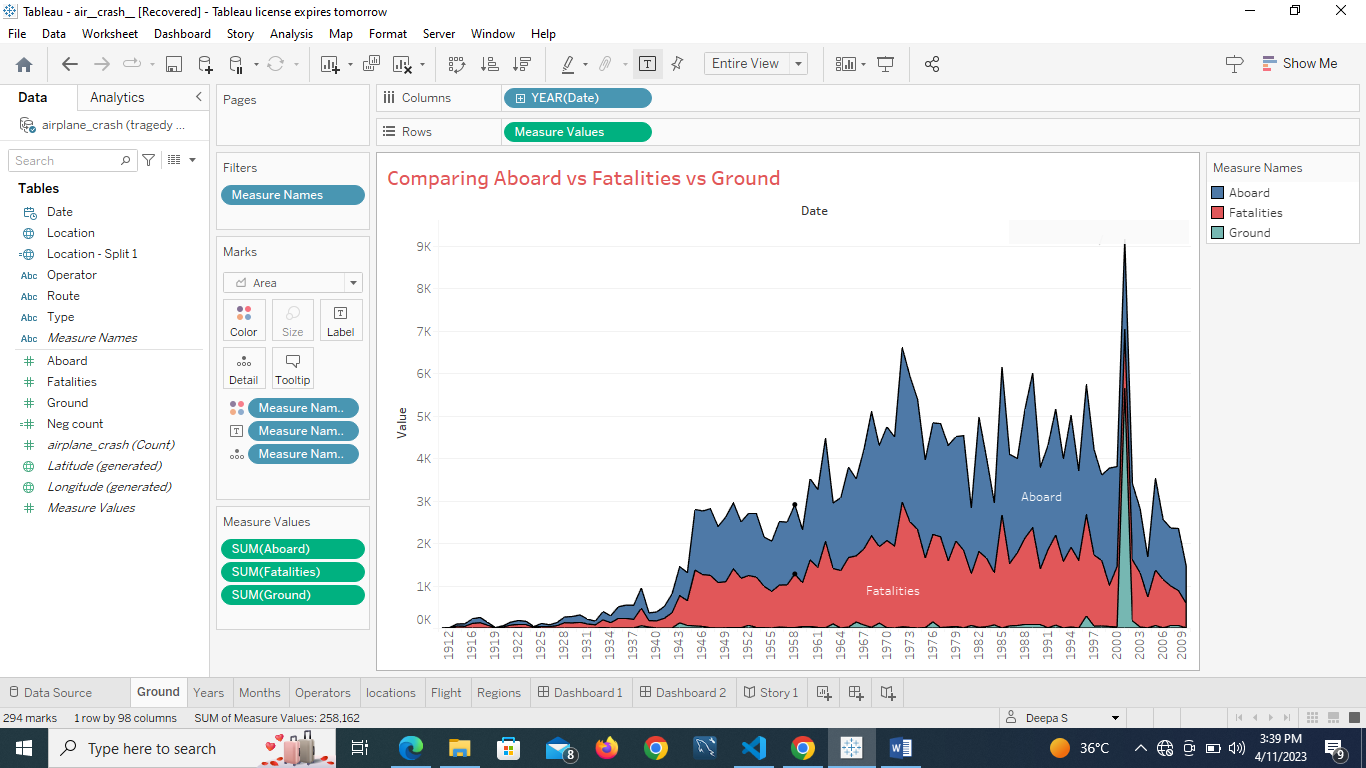 Tableau - air__crash__ [Recovered] - Tableau license expires tomorrow
File Data Worksheet Dashboard Story Analysis Map Format Server Window Help
Entire View
Show Me
Data Analytics
airplane_crash (tragedy ...
Search
Tables
Date
Location
Location - Split 1
Abc Operator
Abc Route
Abc Type
Abc Measure Names
Aboard
Fatalities
Ground
Neg count
airplane_crash (Count)
Latitude (generated)
Longitude (generated)
Measure Values
Pages
Filters
Measure Names
Marks
Area
Color Size Label
Detail Tooltip
Measure Nam..
Measure Nam..
Measure Nam..
Measure Values
SUM(Aboard)
SUM(Fatalities)
SUM(Ground)
Columns YEAR(Date)
Rows Measure Values
Comparing Aboard vs Fatalities vs Ground
Date
Value
9K
8K
7K
6K
5K
4K
3K
2K
1K
0K
Aboard
Fatalities
1912 1916 1919 1922 1925 1928 1931 1934 1937 1940 1943 1946 1949 1952 1955 1958 1961 1964 1967 1970 1973 1976 1979 1982 1985 1988 1991 1994 1997 2000 2003 2006 2009
Measure Names
Aboard
Fatalities
Ground
Data Source Ground Years Months Operators locations Flight Regions Dashboard 1 Dashboard 2 Story 1
294 marks 1 row by 98 columns SUM of Measure Values: 258,162
Deepa S
Type here to search
8
36°C
3:39 PM
4/11/2023
9